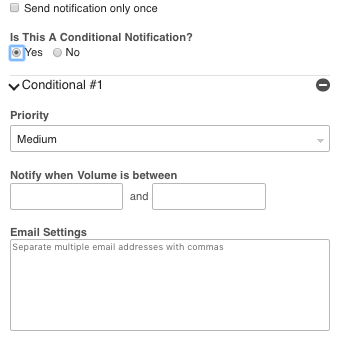 Send notification only once
Is This A Conditional Notification?
Yes No
Conditional #1
Priority
Medium
Notify when Volume is between
and
Email Settings
Separate multiple email addresses with commas